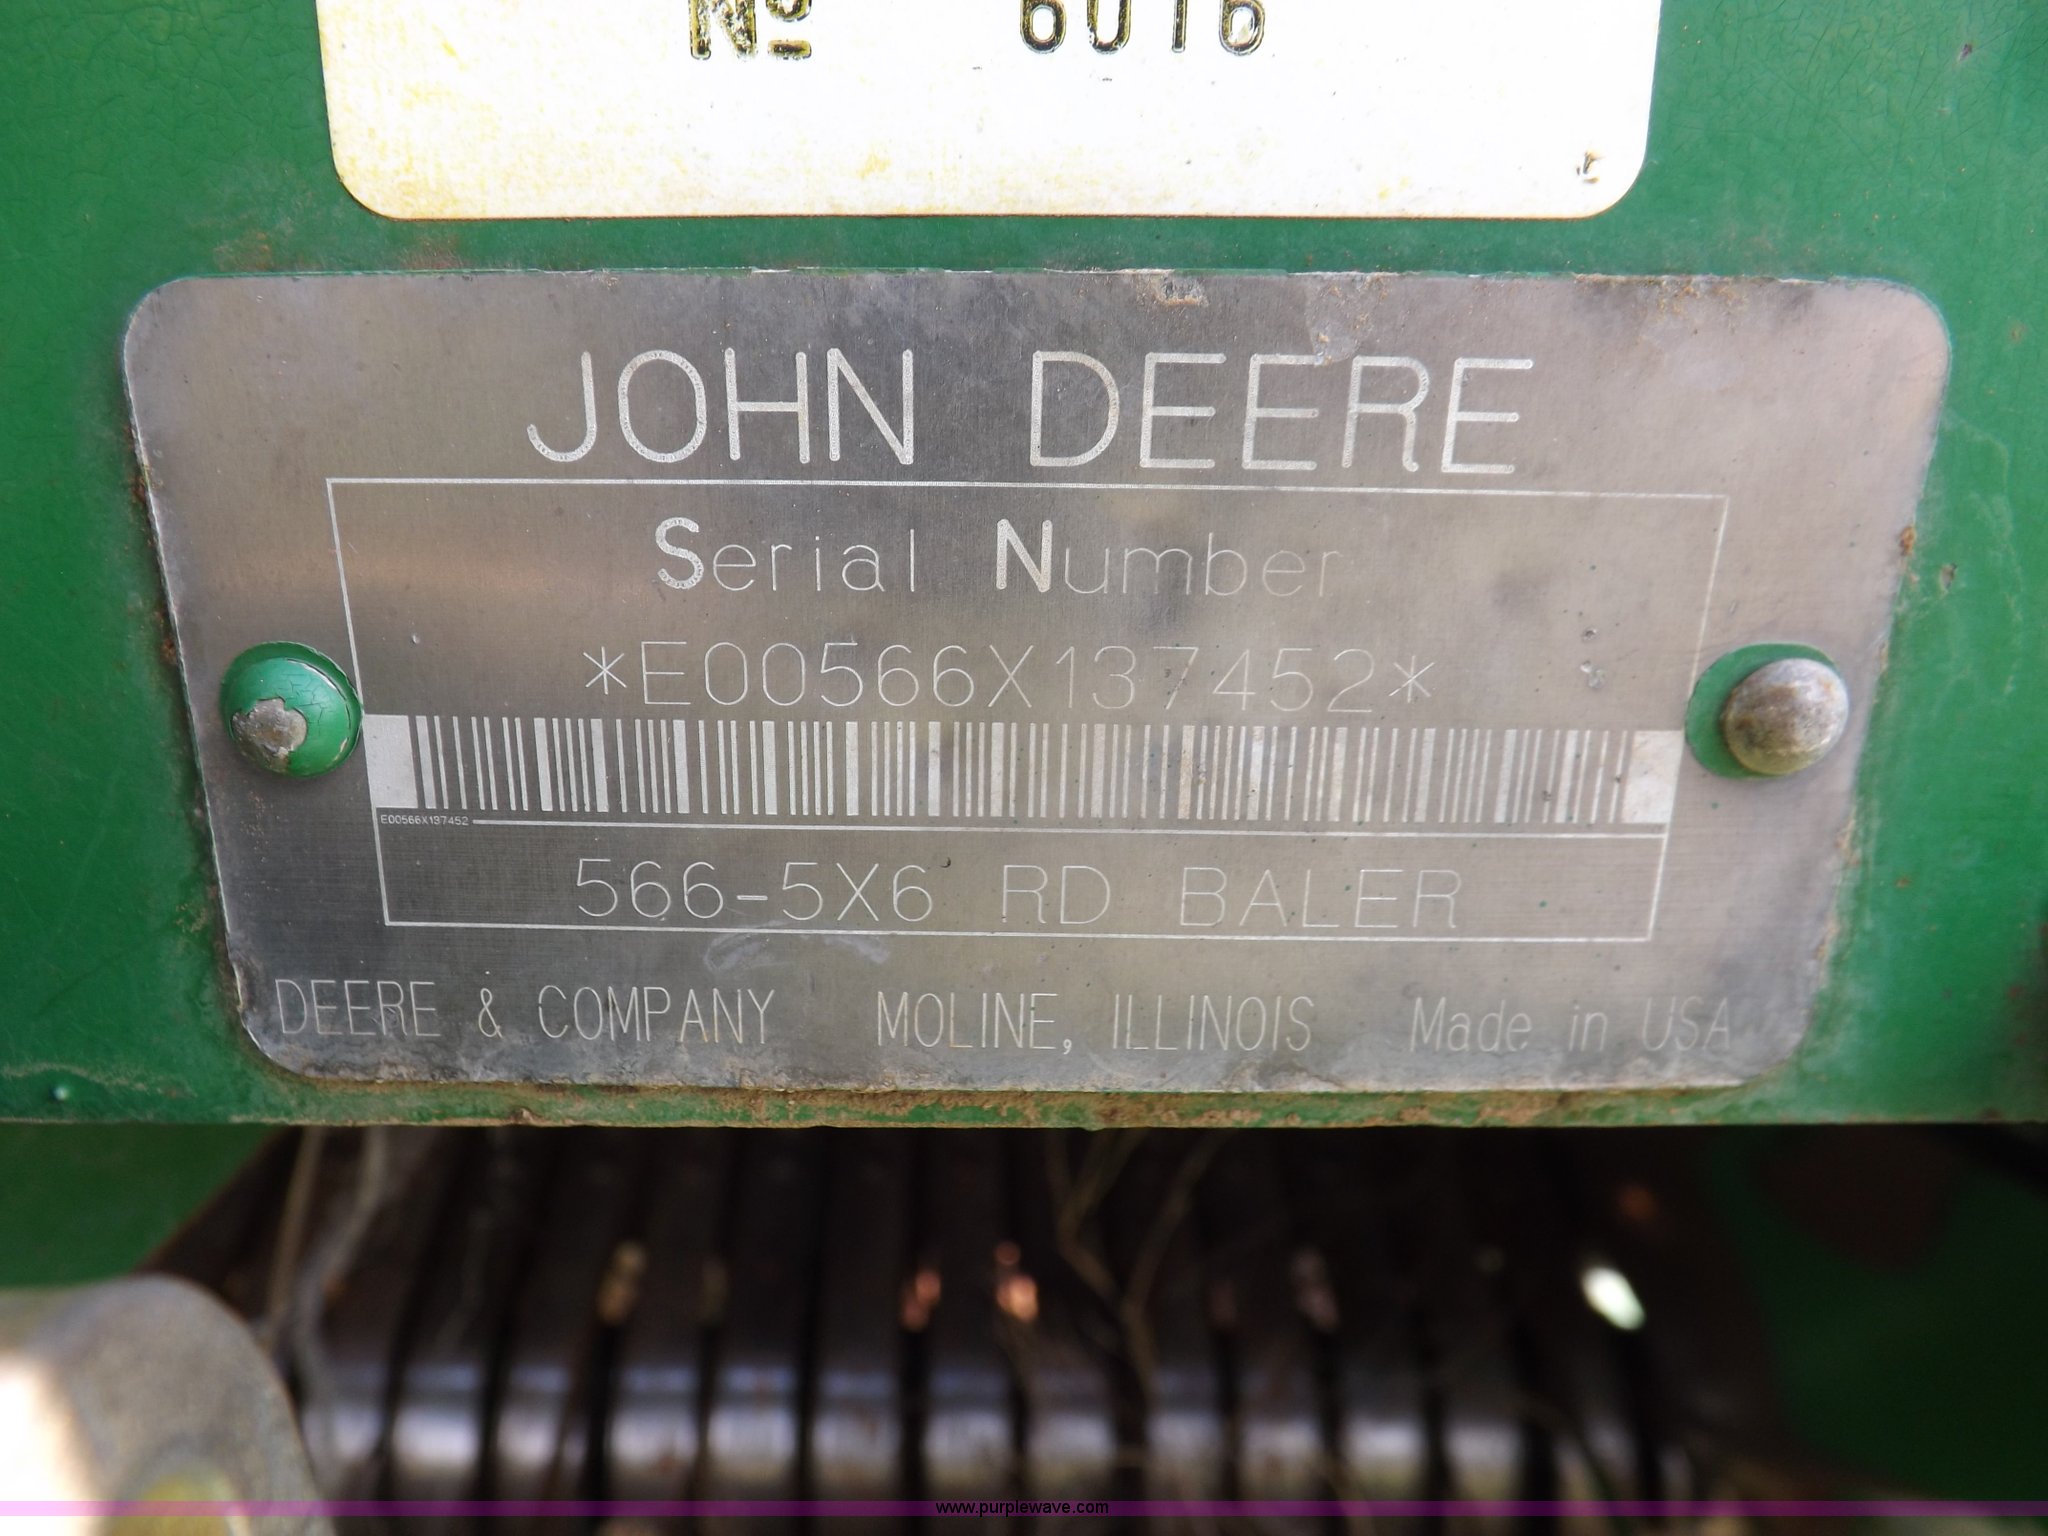 Nº 6016
JOHN DEERE
Serial Number
*E00566X137452*
E00566X137452
566-5X6 RD BALER
DEERE & COMPANY MOLINE, ILLINOIS Made in USA
www.purplewave.com